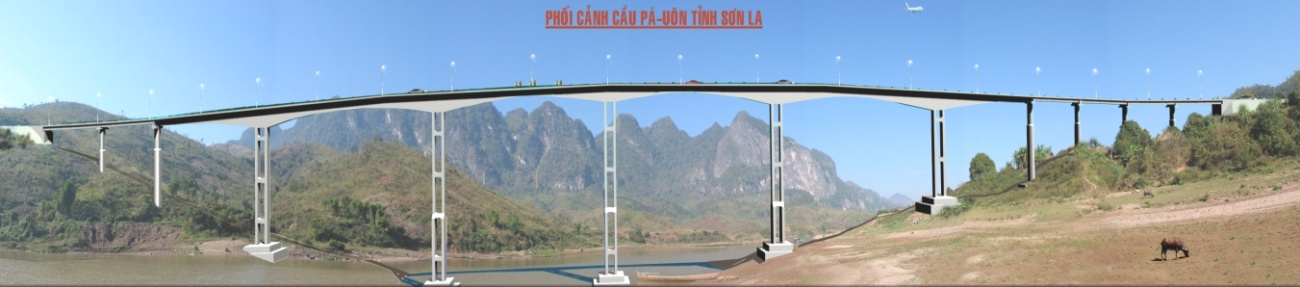 PHỐI CẢNH CẦU PÁ-UÔN TỈNH SƠN LA